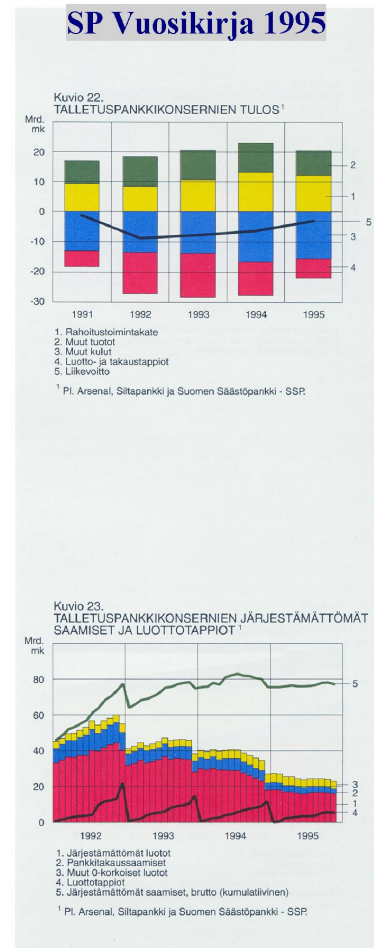 SP Vuosikirja 1995
Kuvio 22.
TALLETUSPANKKIKONSERNIEN TULOS¹
Mrd.
mk
20
10
0
-10
-20
-30
2
1
5
3
4
1991 1992 1993 1994 1995
1. Rahoitustoimintakate
2. Muut tuotot
3. Muut kulut
4. Luotto- ja takaustappiot
5. Liikevoitto
¹ Pl. Arsenal, Siltapankki ja Suomen Säästöpankki - SSP.
Kuvio 23.
TALLETUSPANKKIKONSERNIEN JÄRJESTÄMÄTTÖMÄT
SAAMISET JA LUOTTOTAPPIOT ¹
Mrd.
mk
80
60
40
20
0
5
3
2
1
4
1992 1993 1994 1995
1. Järjestämättömät luotot
2. Pankkitakaussaamiset
3. Muut 0-korkoiset luotot
4. Luottotappiot
5. Järjestämättömät saamiset, brutto (kumulatiivinen)
¹ Pl. Arsenal, Siltapankki ja Suomen Säästöpankki - SSP.